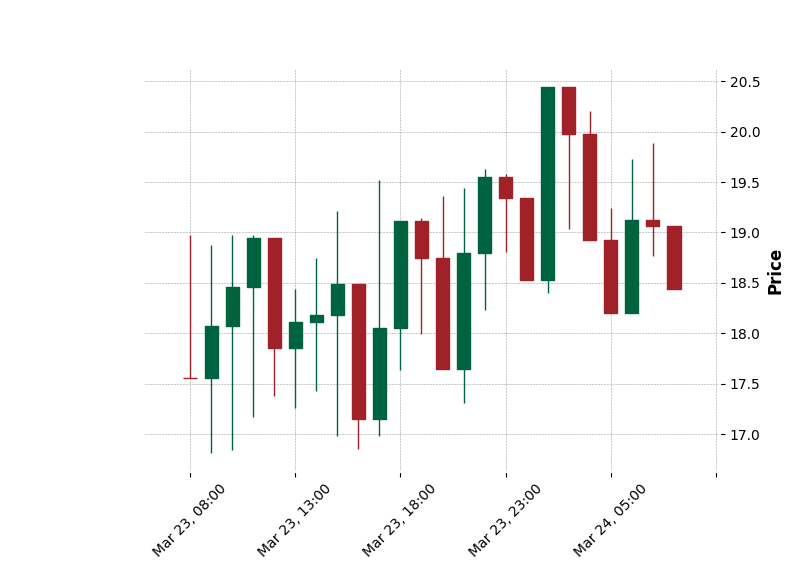 20.5
20.0
19.5
19.0
18.5
18.0
17.5
17.0
Price
Mar 23, 08:00
Mar 23, 13:00
Mar 23, 18:00
Mar 23, 23:00
Mar 24, 05:00